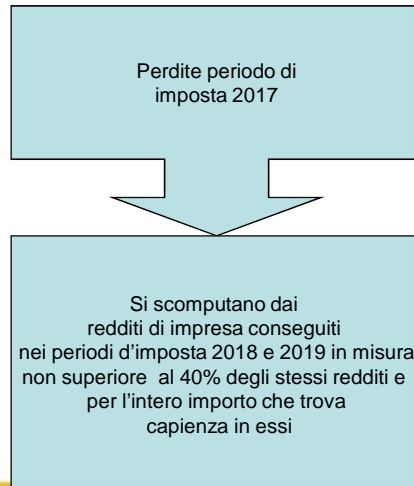 Perdite periodo di
imposta 2017
Si scomputano dai
redditi di impresa conseguiti
nei periodi d'imposta 2018 e 2019 in misura
non superiore al 40% degli stessi redditi e
per l'intero importo che trova
capienza in essi